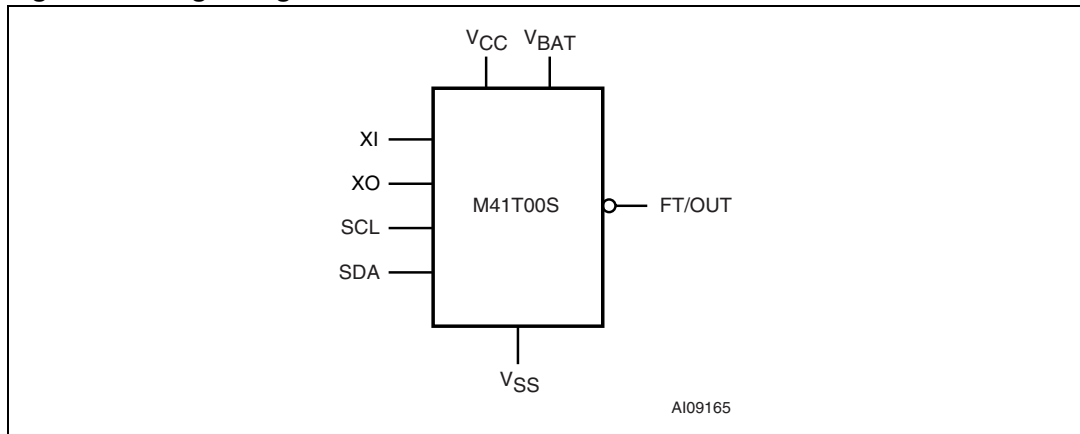 VCC VBAT
XI
XO
SCL
SDA
M41T00S
FT/OUT
VSS
AI09165